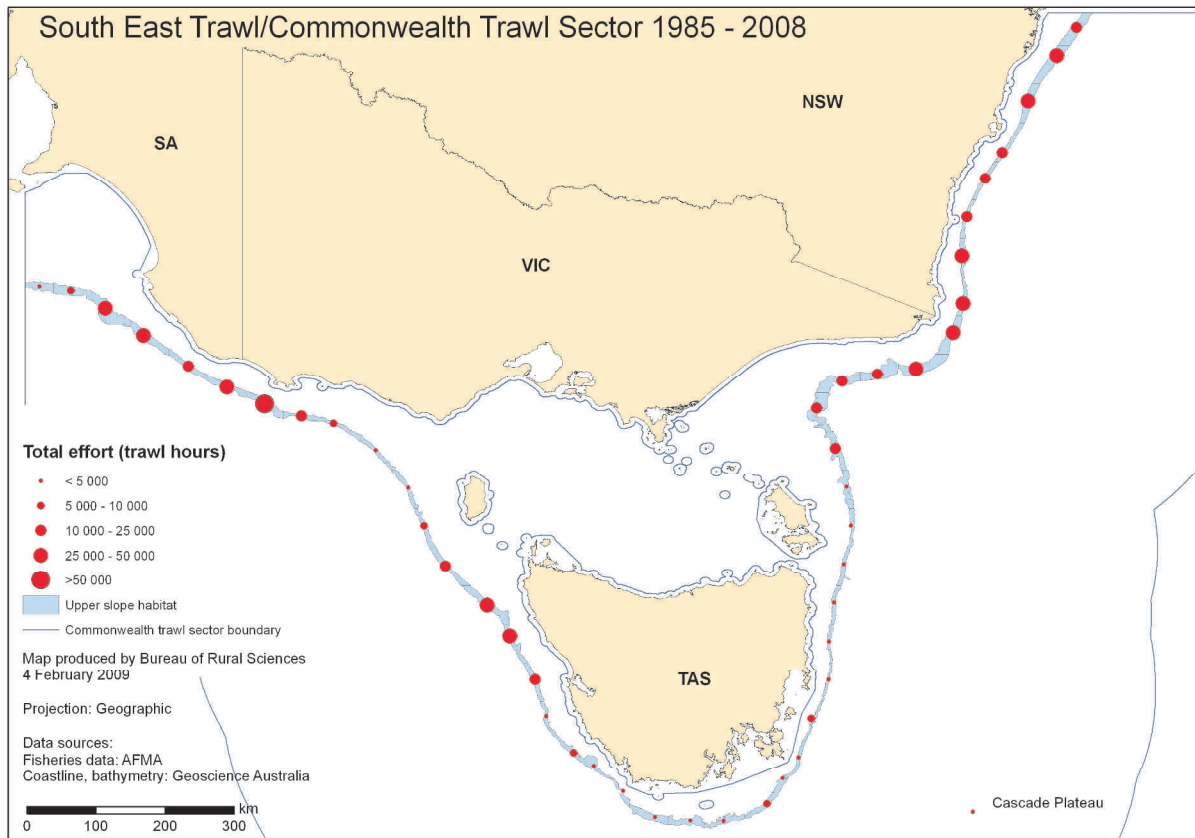 South East Trawl/Commonwealth Trawl Sector 1985 - 2008
NSW
SA
VIC
Total effort (trawl hours)
< 5 000
5 000 - 10 000
10 000 - 25 000
25 000 - 50 000
>50 000
Upper slope habitat
Commonwealth trawl sector boundary
Map produced by Bureau of Rural Sciences
4 February 2009
TAS
Projection: Geographic
Data sources:
Fisheries data: AFMA
Coastline, bathymetry: Geoscience Australia
km
0 100 200 300
Cascade Plateau